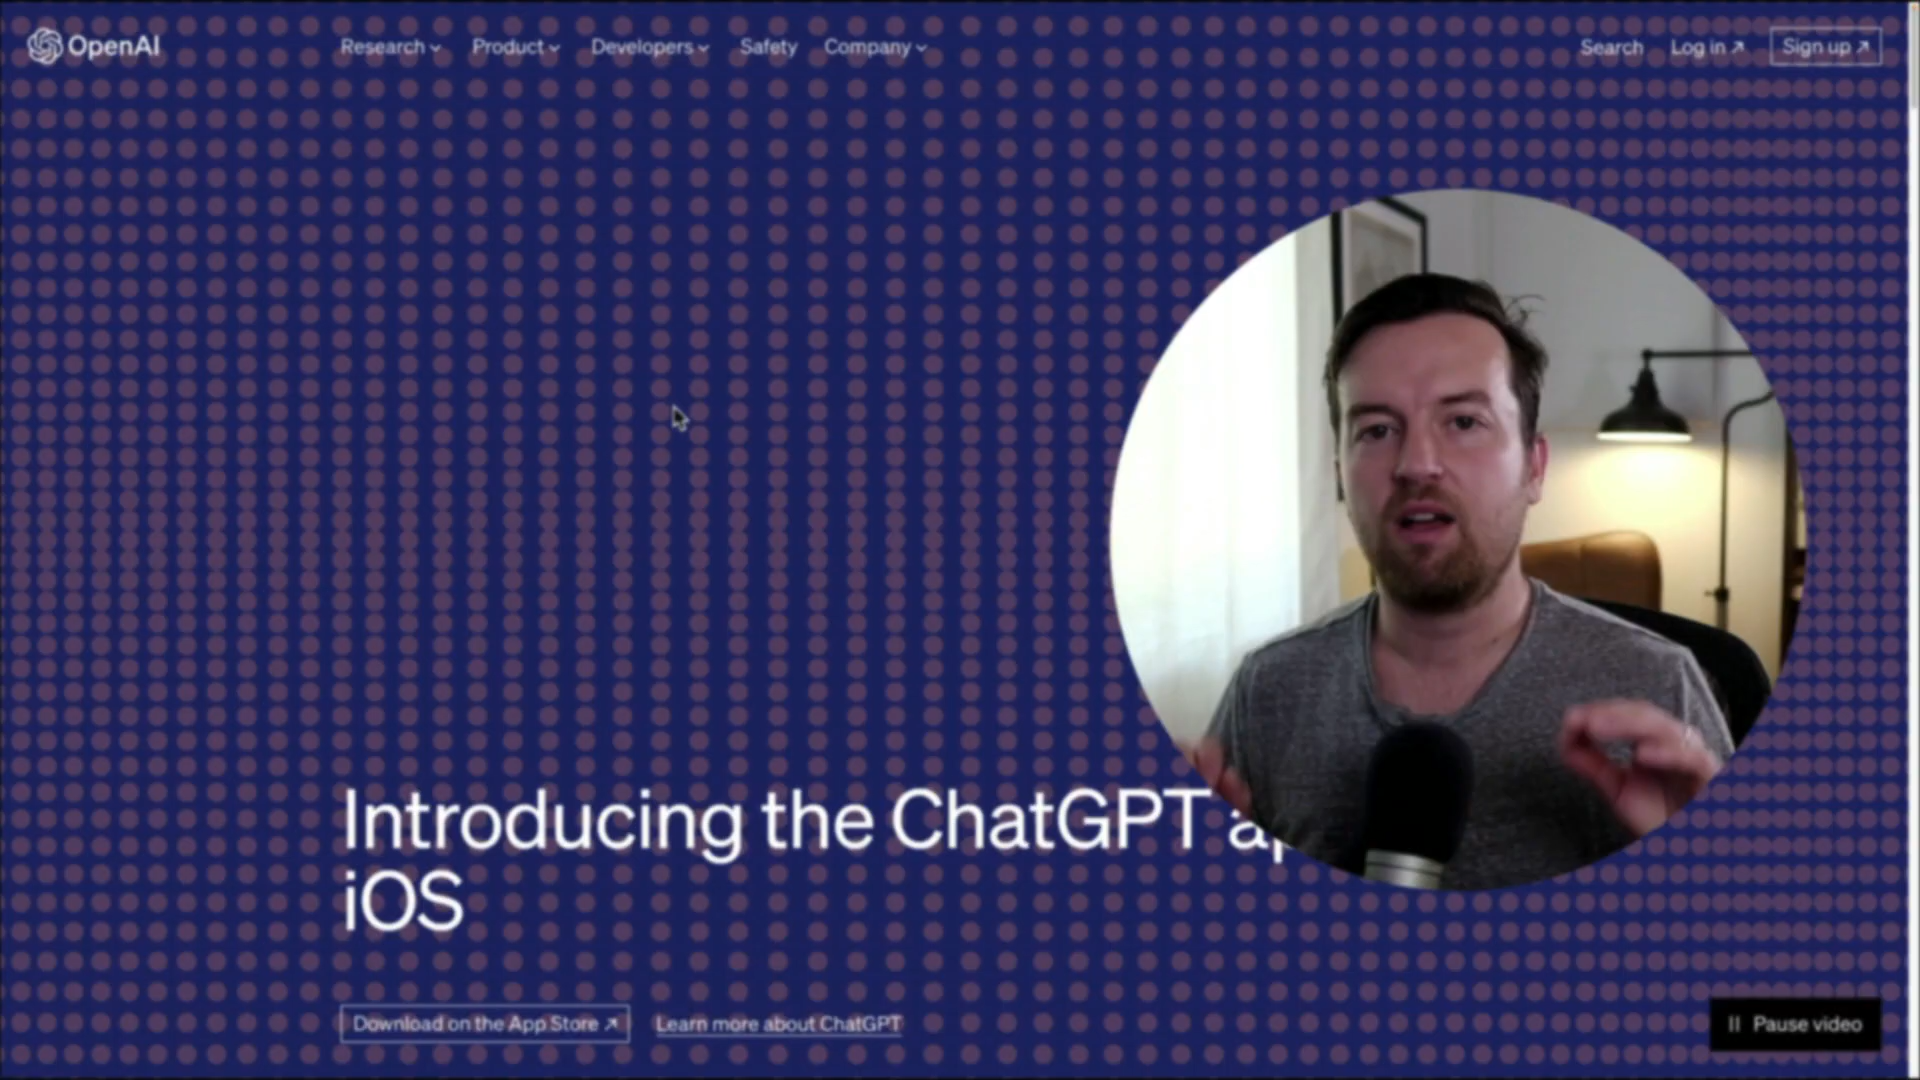 OpenAI
Research
Product
Developers
Safety
Company
Search
Log in ↗
Sign up ↗
Introducing the ChatGPT
iOS
Download on the App Store ↗
Learn more about ChatGPT
Pause video